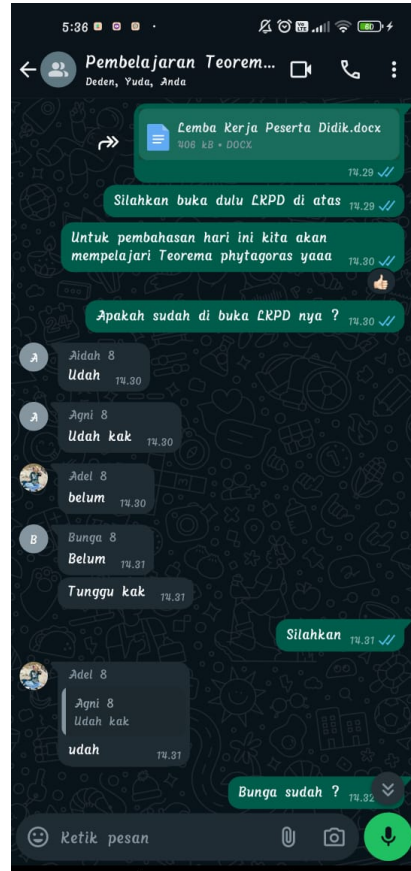 5:36
Pembelajaran Teorem...
Deden, Yuda, Anda
Lemba Kerja Peserta Didik.docx
406 kB • DOCX
14.29
Silahkan buka dulu LKPD di atas 14.29
Untuk pembahasan hari ini kita akan
mempelajari Teorema phytagoras yaaa 14.30
Apakah sudah di buka LKPD nya ? 14.30
A
Aidah 8
Udah 14.30
A
Agni 8
Udah kak 14.30
Adel 8
belum 14.30
B
Bunga 8
Belum 14.31
Tunggu kak 14.31
Silahkan 14.31
Adel 8
Agni 8
Udah kak
udah 14.31
Bunga sudah ? 14.32
Ketik pesan